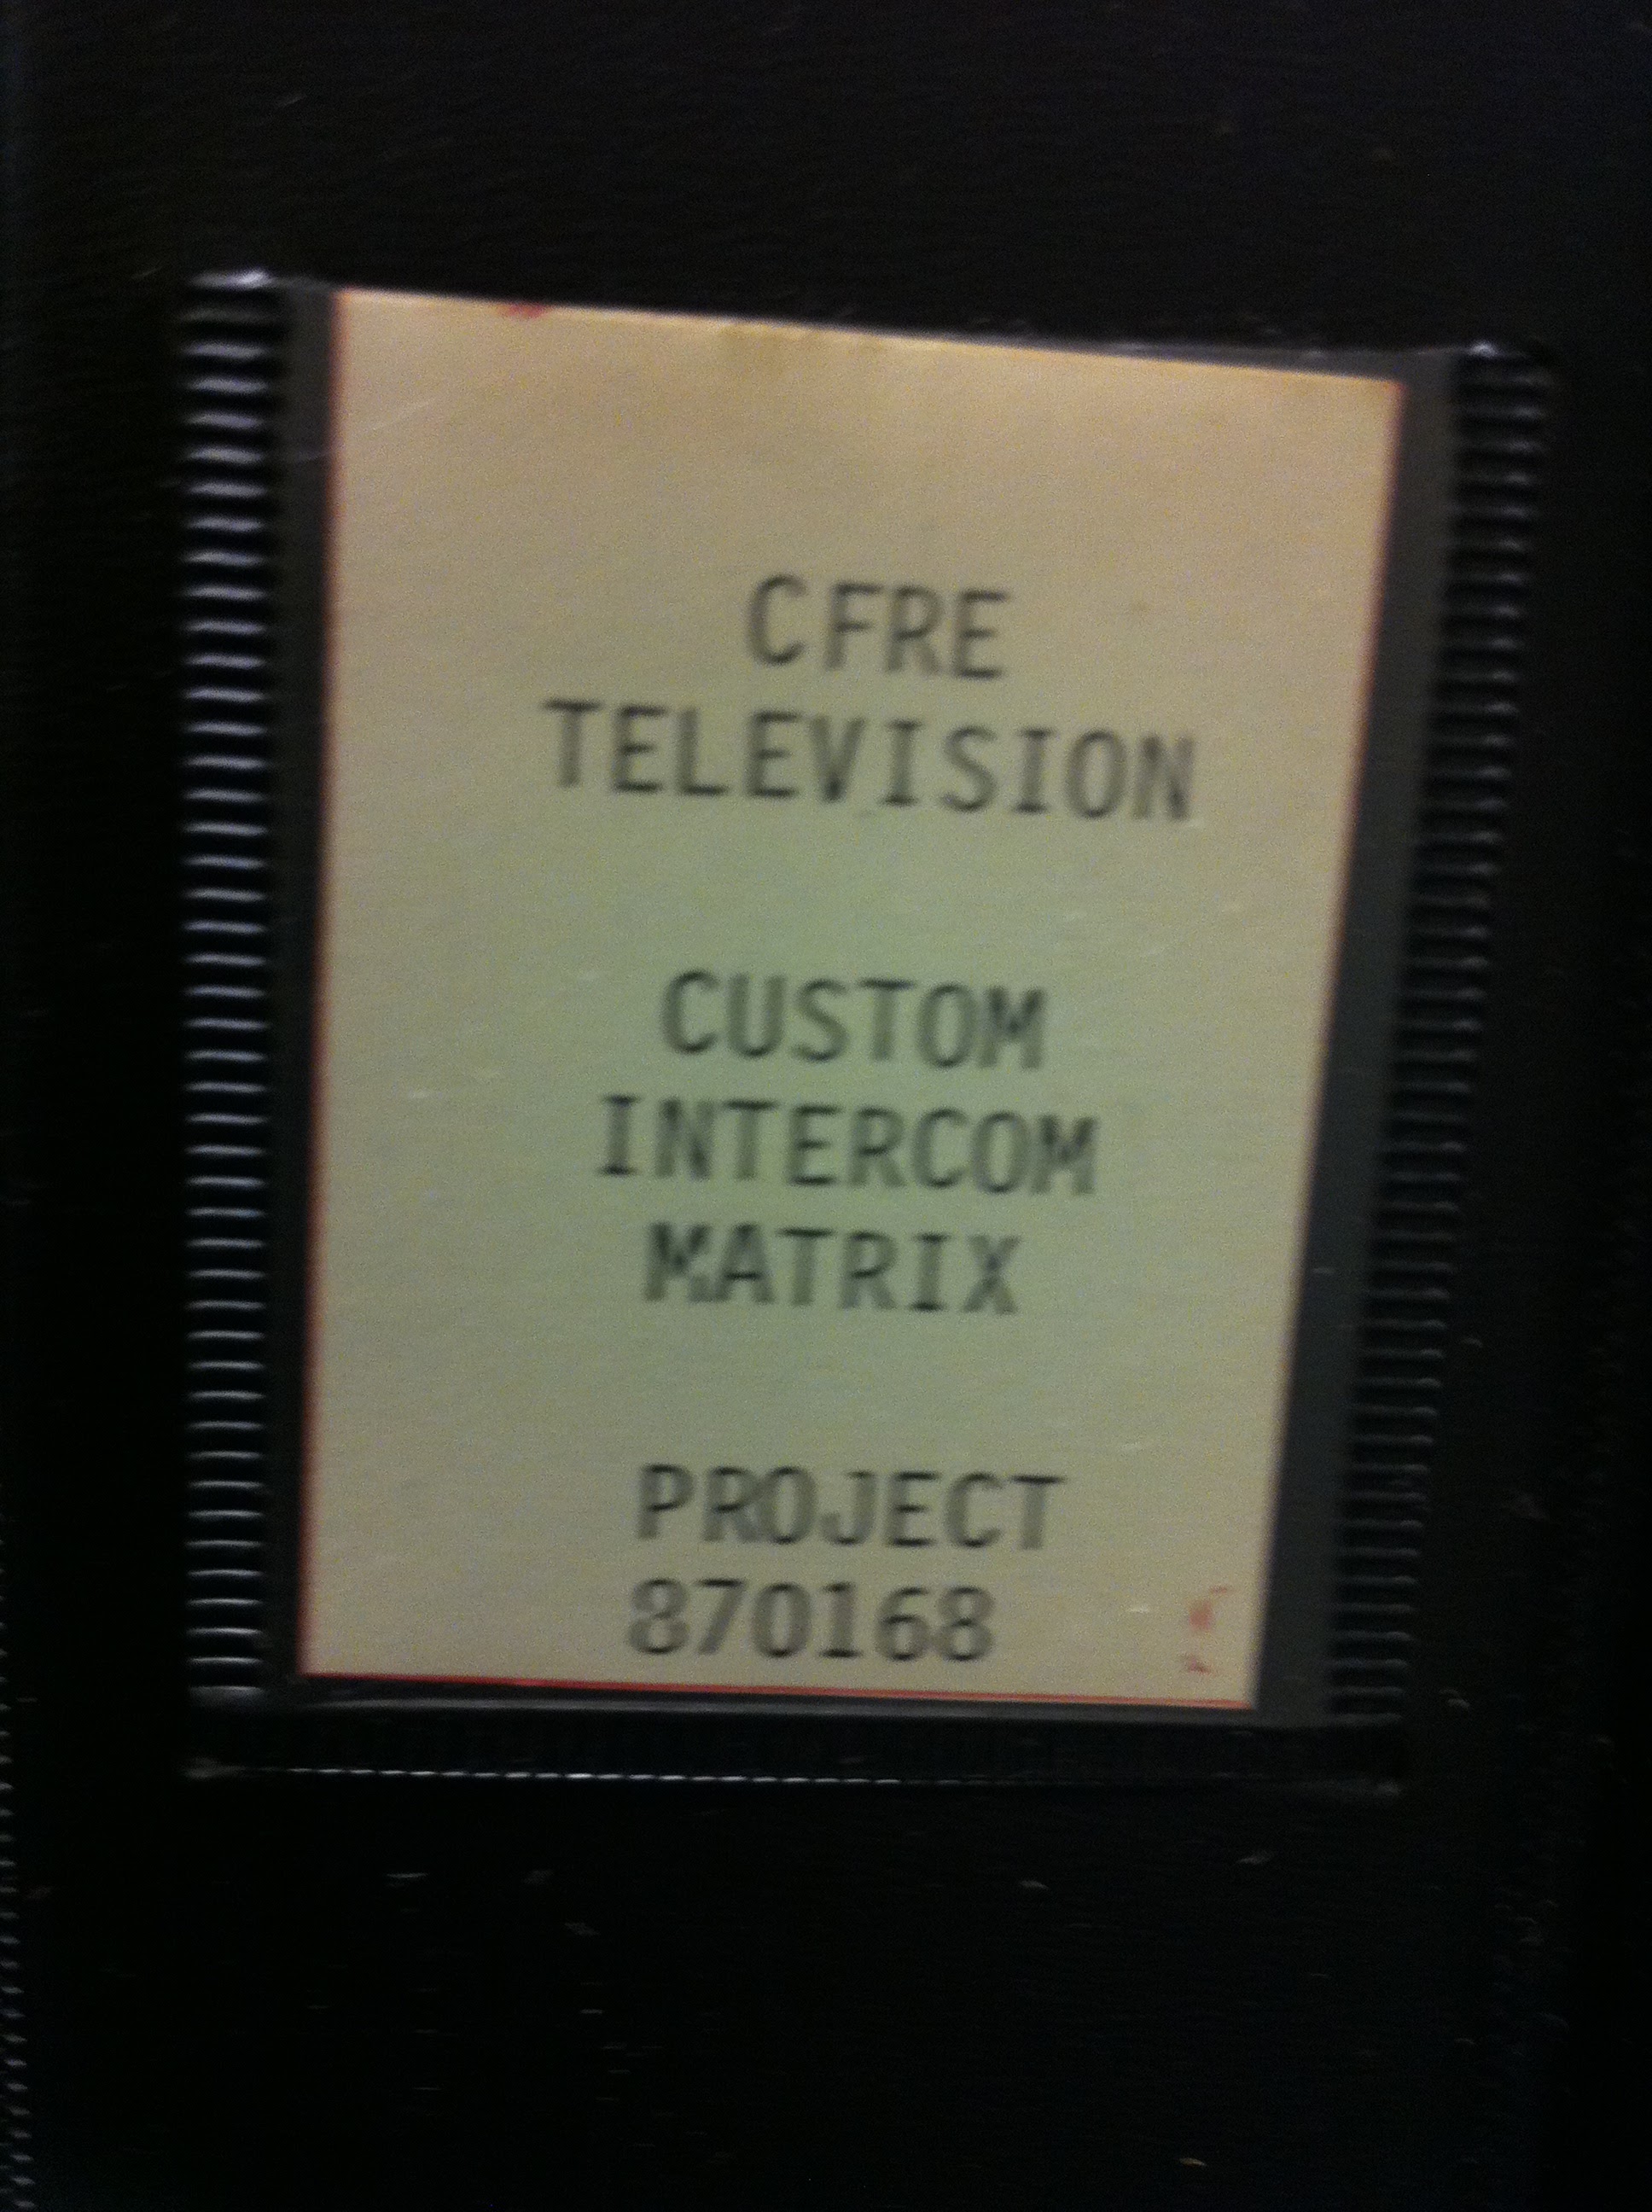 CFRE
TELEVISION
CUSTOM
INTERCOM
MATRIX
PROJECT
870168